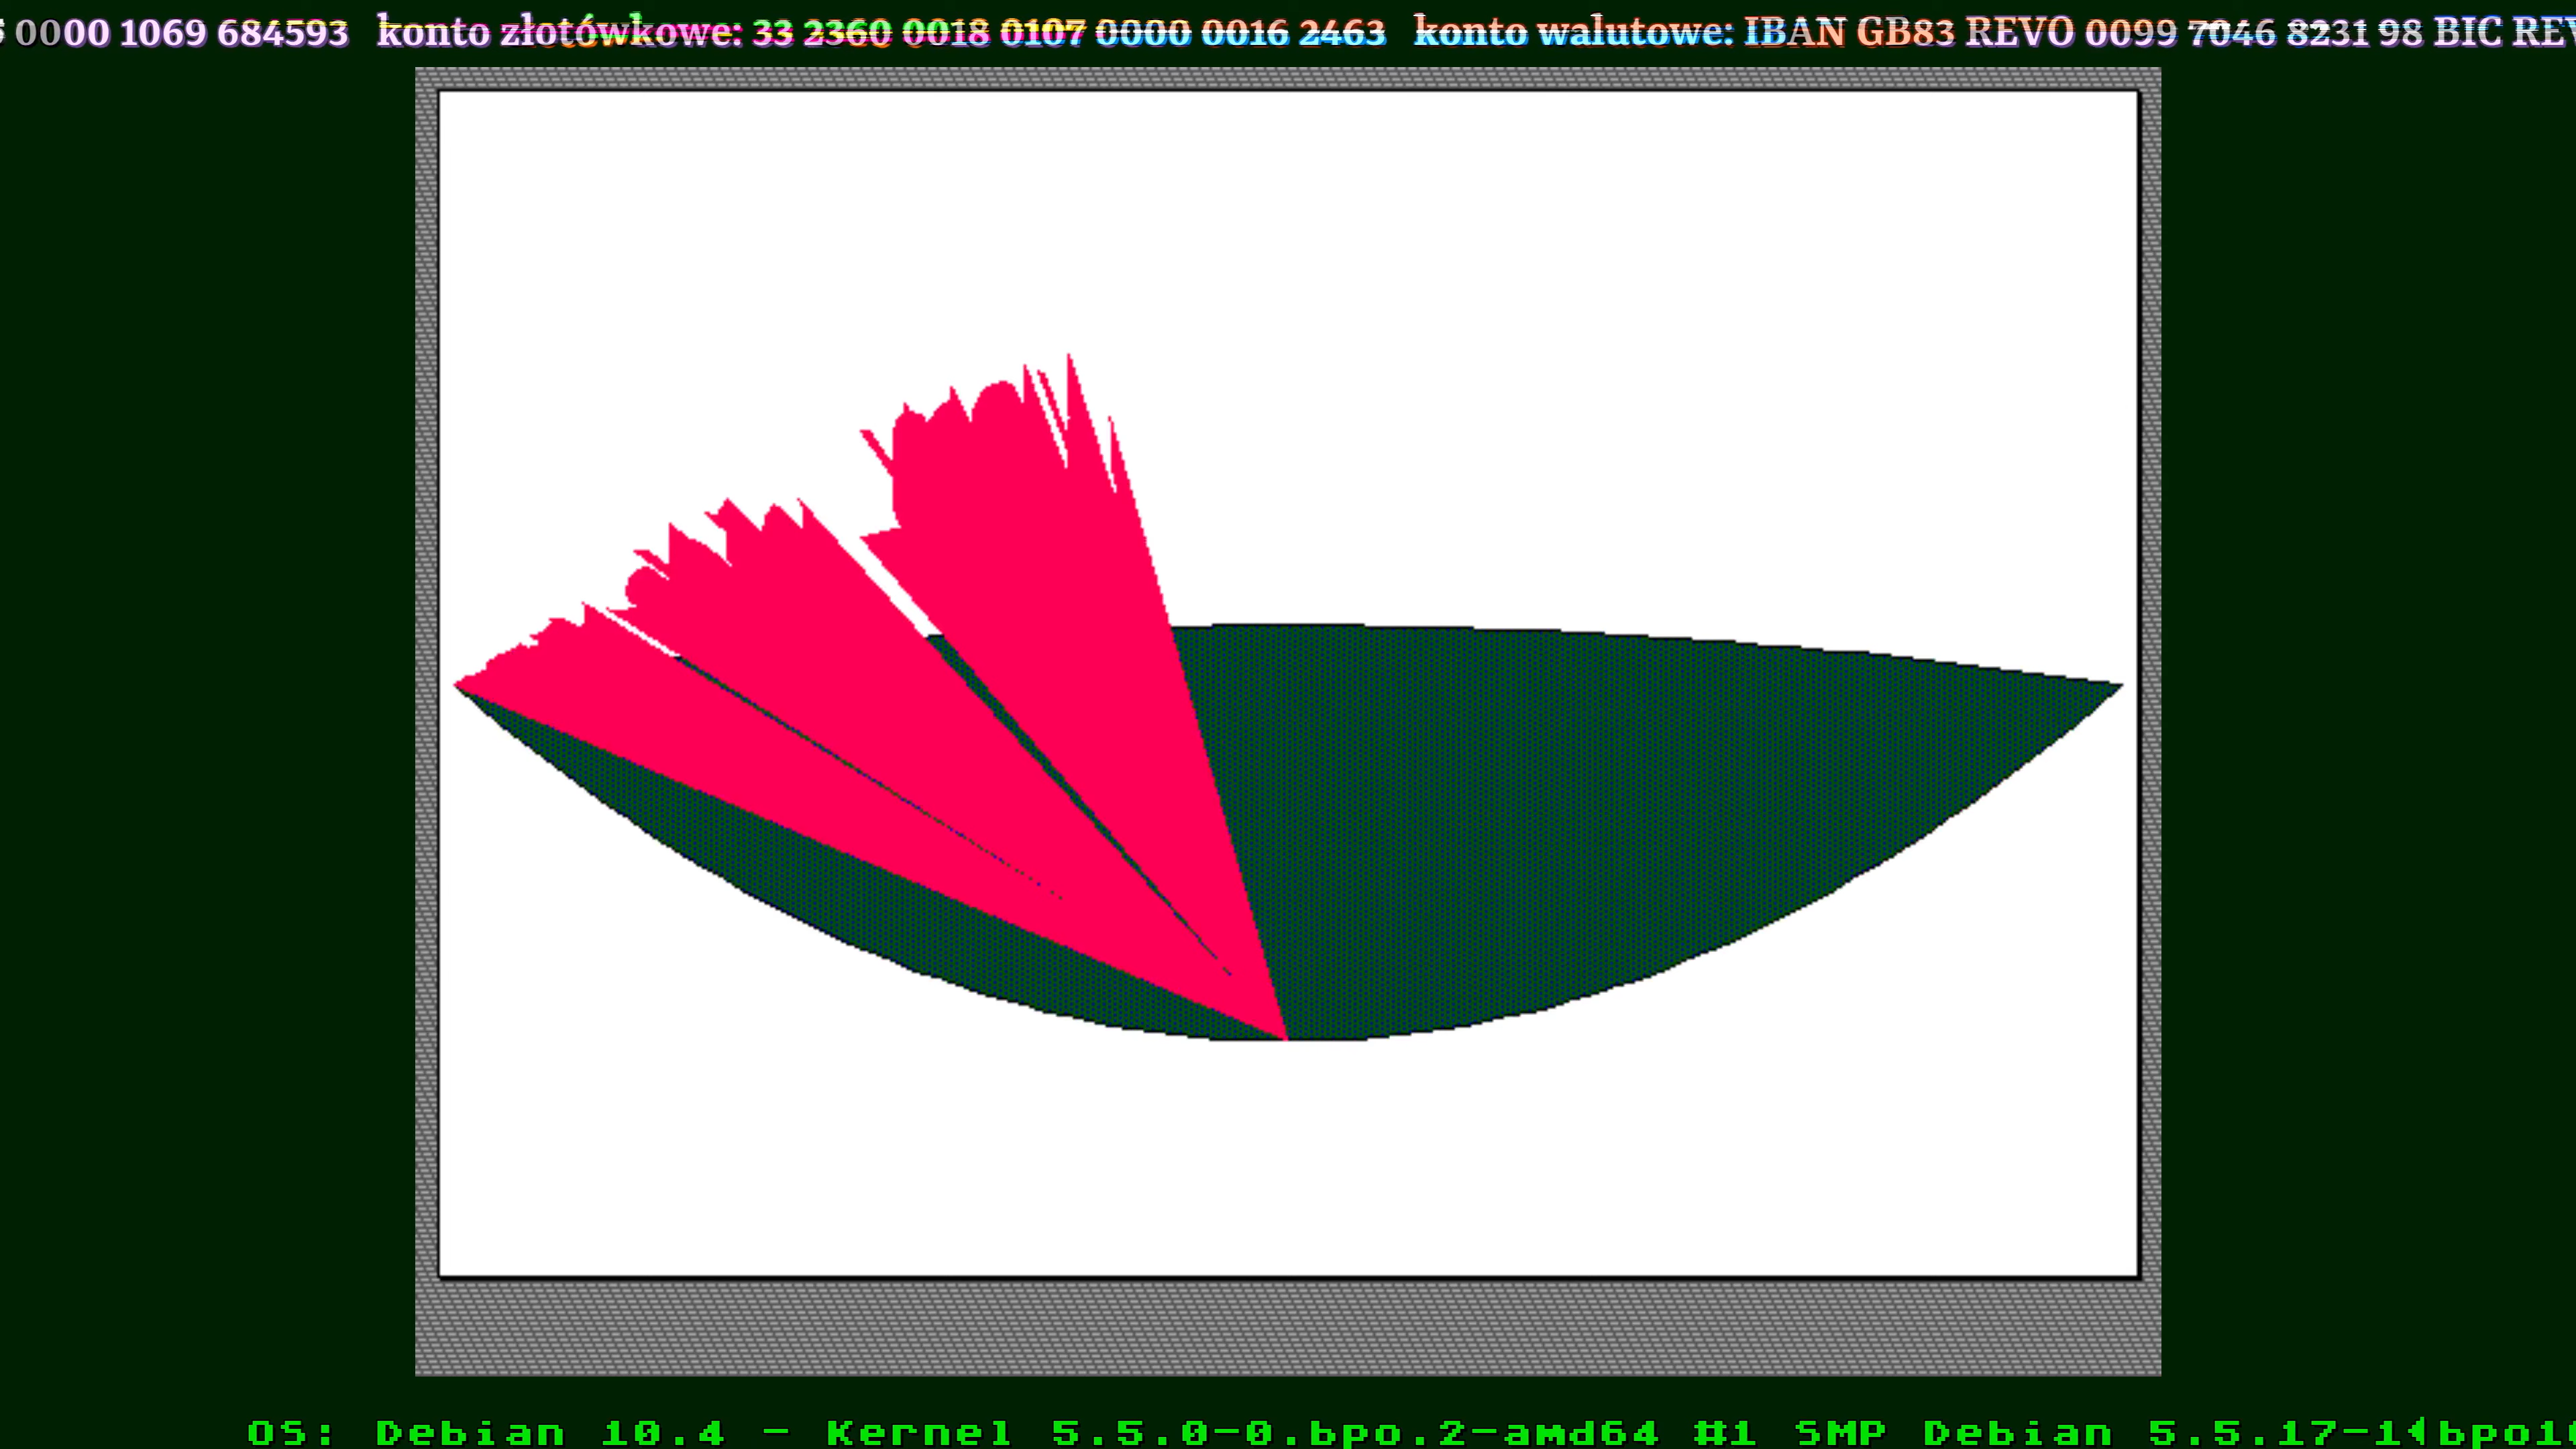 0000 1069 684593 konto złotówkowe: 33 2360 0018 0107 0000 0016 2463 konto walutowe: IBAN GB83 REVO 0099 7046 8231 98 BIC REV
OS: Debian 10.4 - Kernel 5.5.0-0.bpo.2-amd64 #1 SMP Debian 5.5.17-1